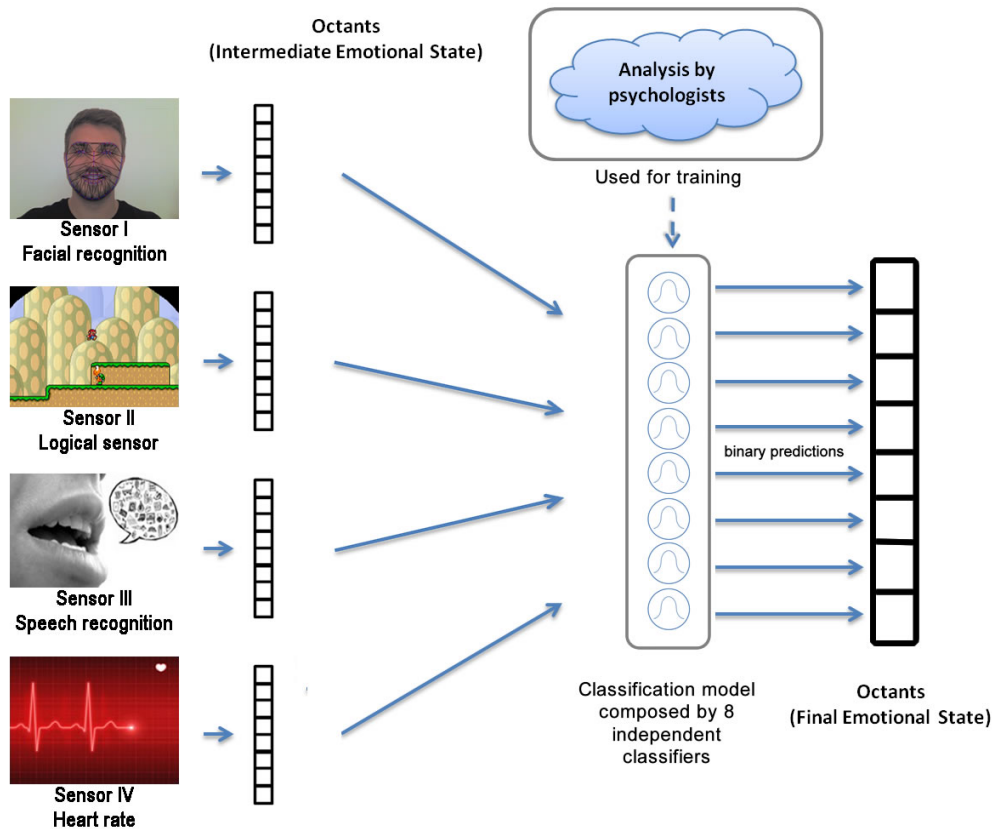 Octants
(Intermediate Emotional State)
Analysis by
psychologists
Used for training
Sensor I
Facial recognition
Sensor II
Logical sensor
Sensor III
Speech recognition
Sensor IV
Heart rate
binary predictions
Classification model
composed by 8
independent
classifiers
Octants
(Final Emotional State)